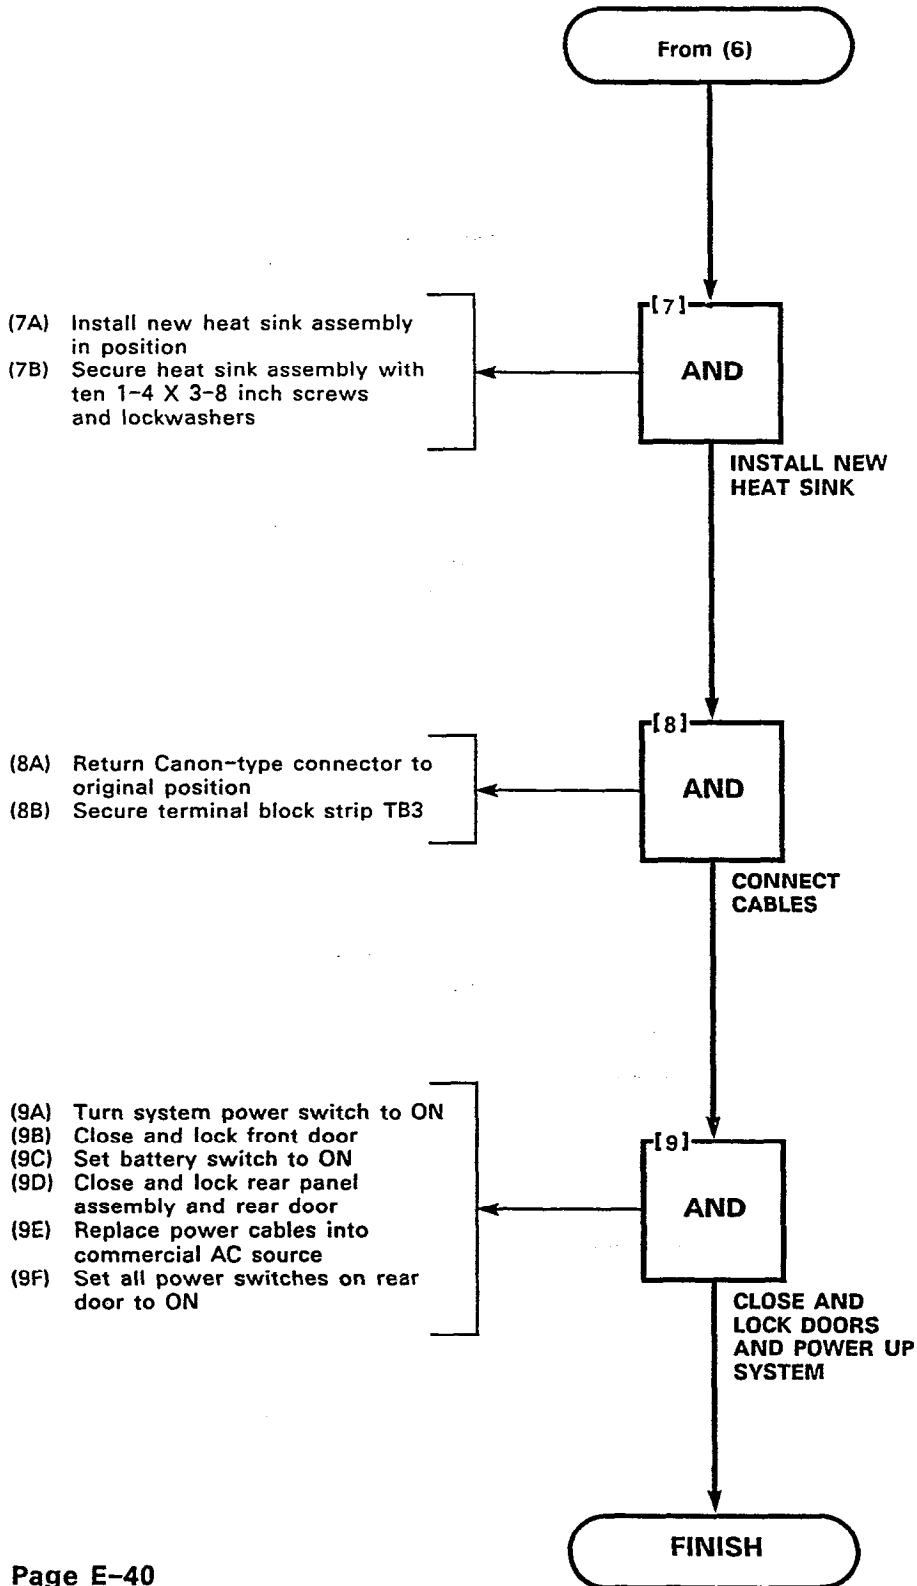 From (6)
(7A) Install new heat sink assembly
in position
(7B) Secure heat sink assembly with
ten 1-4 X 3-8 inch screws
and lockwashers
[7]
AND
INSTALL NEW
HEAT SINK
(8A) Return Canon-type connector to
original position
(8B) Secure terminal block strip TB3
[8]
AND
CONNECT
CABLES
(9A) Turn system power switch to ON
(9B) Close and lock front door
(9C) Set battery switch to ON
(9D) Close and lock rear panel
assembly and rear door
(9E) Replace power cables into
commercial AC source
(9F) Set all power switches on rear
door to ON
[9]
AND
CLOSE AND
LOCK DOORS
AND POWER UP
SYSTEM
FINISH
Page E-40